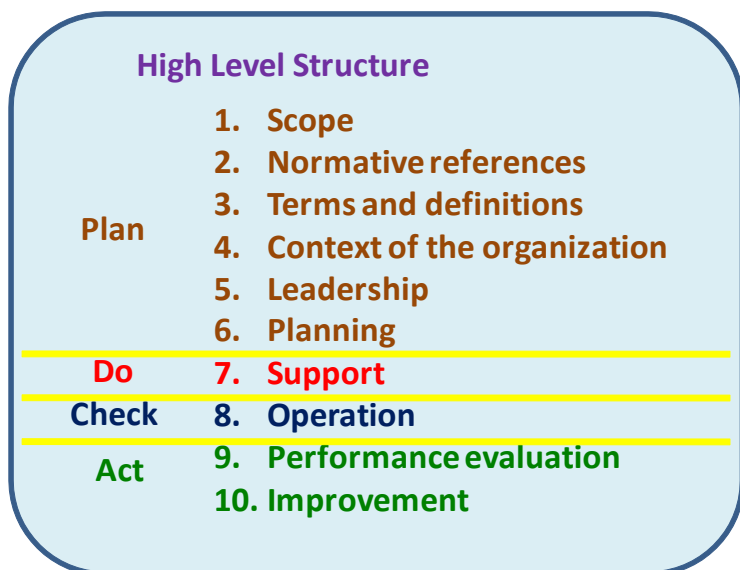 High Level Structure
1. Scope
2. Normative references
3. Terms and definitions
Plan
4. Context of the organization
5. Leadership
6. Planning
Do 7. Support
Check 8. Operation
Act 9. Performance evaluation
10. Improvement